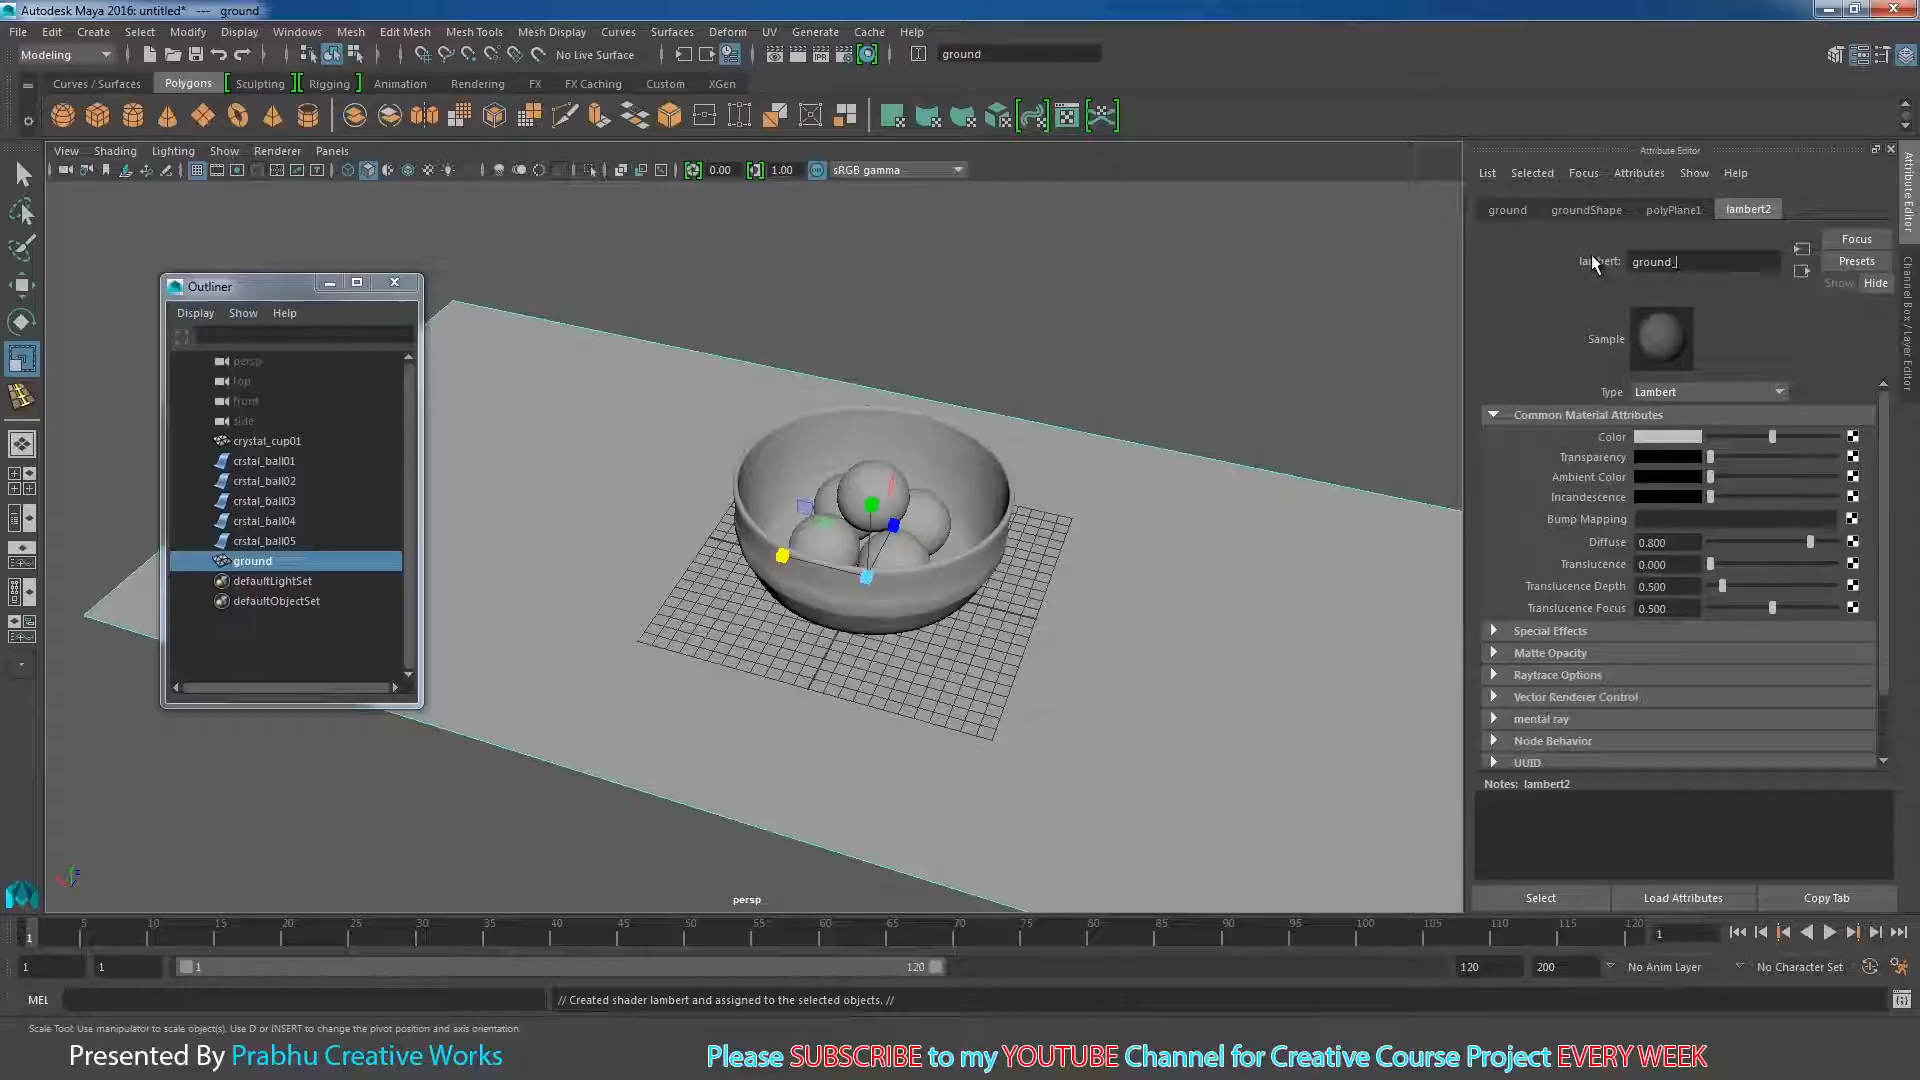 Autodesk Maya 2016: untitled* --- ground
File Edit Create Select Modify Display Windows Mesh Edit Mesh Mesh Tools Mesh Display Curves Surfaces Deform UV Generate Cache Help
Modeling No Live Surface ground
Curves / Surfaces Polygons Sculpting Rigging Animation Rendering FX FX Caching Custom XGen
View Shading Lighting Show Renderer Panels
0.00 1.00 sRGB gamma
Outliner
Display Show Help
persp
top
front
side
crystal_cup01
crstal_ball01
crstal_ball02
crstal_ball03
crstal_ball04
crstal_ball05
ground
defaultLightSet
defaultObjectSet
persp
Attribute Editor
List Selected Focus Attributes Show Help
ground groundShape polyPlane1 lambert2
lambert: ground_
Focus
Presets
Show Hide
Sample
Type Lambert
Common Material Attributes
Color
Transparency
Ambient Color
Incandescence
Bump Mapping
Diffuse 0.800
Translucence 0.000
Translucence Depth 0.500
Translucence Focus 0.500
Special Effects
Matte Opacity
Raytrace Options
Vector Renderer Control
mental ray
Node Behavior
UUID
Notes: lambert2
Select Load Attributes Copy Tab
Attribute Editor
Channel Box / Layer Editor
1 5 10 15 20 25 30 35 40 45 50 55 60 65 70 75 80 85 90 95 100 105 110 115 120 1
1 1 1 120 120 200 No Anim Layer No Character Set
MEL // Created shader lambert and assigned to the selected objects. //
Scale Tool: Use manipulator to scale object(s). Use D or INSERT to change the pivot position and axis orientation.
Presented By Prabhu Creative Works Please SUBSCRIBE to my YOUTUBE Channel for Creative Course Project EVERY WEEK